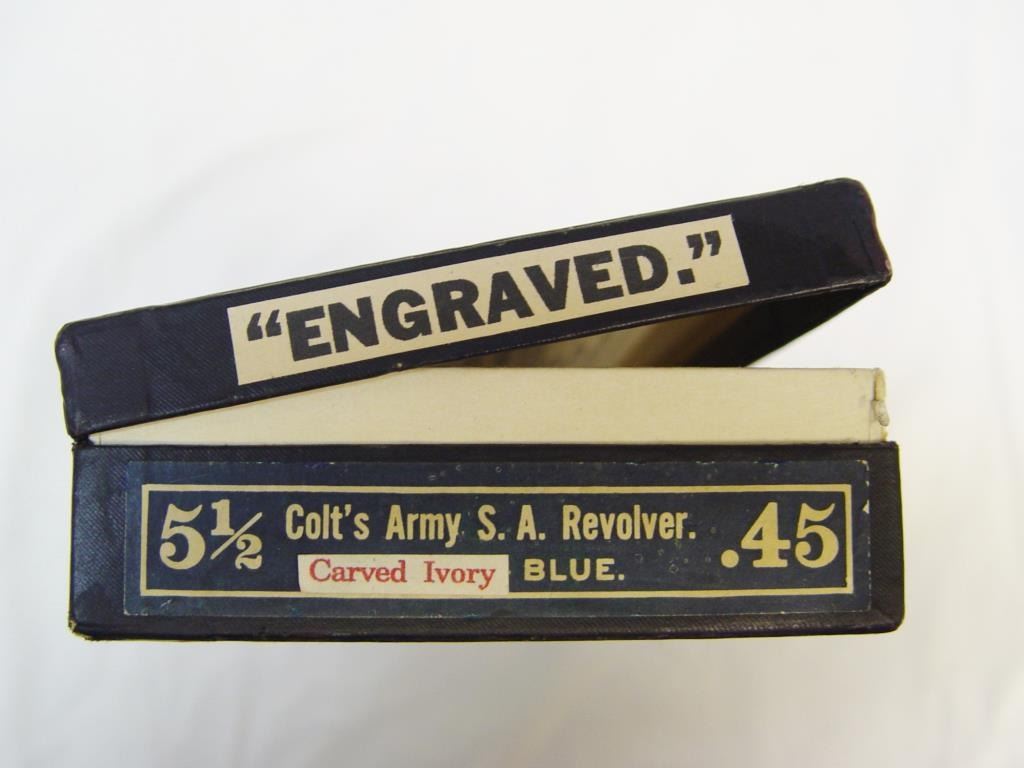 “ENGRAVED.”
5½ Colt's Army S. A. Revolver. .45
Carved Ivory BLUE.